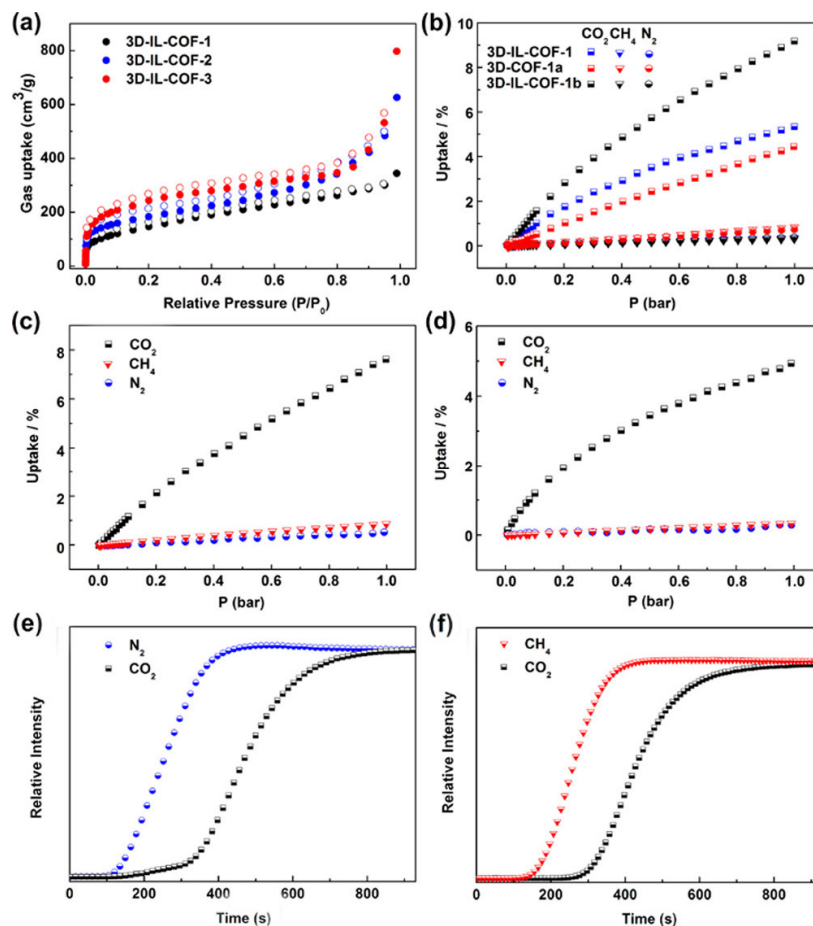 (a)
3D-IL-COF-1
3D-IL-COF-2
3D-IL-COF-3
Gas uptake (cm³/g)
800
600
400
200
0
0.0 0.2 0.4 0.6 0.8 1.0
Relative Pressure (P/P₀)
(b)
CO₂ CH₄ N₂
3D-IL-COF-1
3D-COF-1a
3D-IL-COF-1b
Uptake / %
10
8
6
4
2
0
0.0 0.2 0.4 0.6 0.8 1.0
P (bar)
(c)
CO₂
CH₄
N₂
Uptake / %
8
6
4
2
0
0.0 0.2 0.4 0.6 0.8 1.0
P (bar)
(d)
CO₂
CH₄
N₂
Uptake / %
6
4
2
0
0.0 0.2 0.4 0.6 0.8 1.0
P (bar)
(e)
N₂
CO₂
Relative Intensity
0 200 400 600 800
Time (s)
(f)
CH₄
CO₂
Relative Intensity
0 200 400 600 800
Time (s)